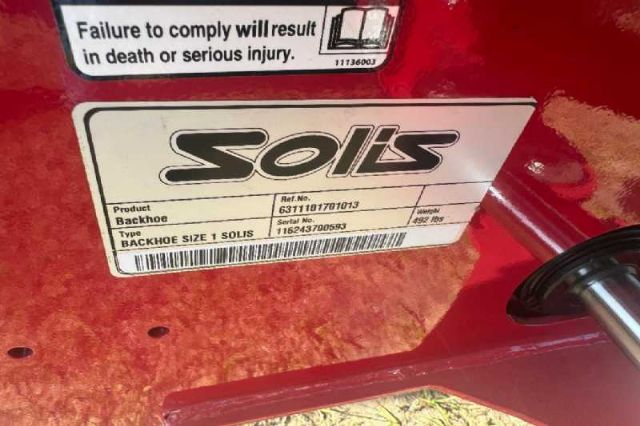 Failure to comply will result
in death or serious injury.
11136003
Solis
Product
Backhoe
Ref.No.
6311101701013
Type
BACKHOE SIZE 1 SOLIS
Serial No.
116243700593
Weight
492 lbs